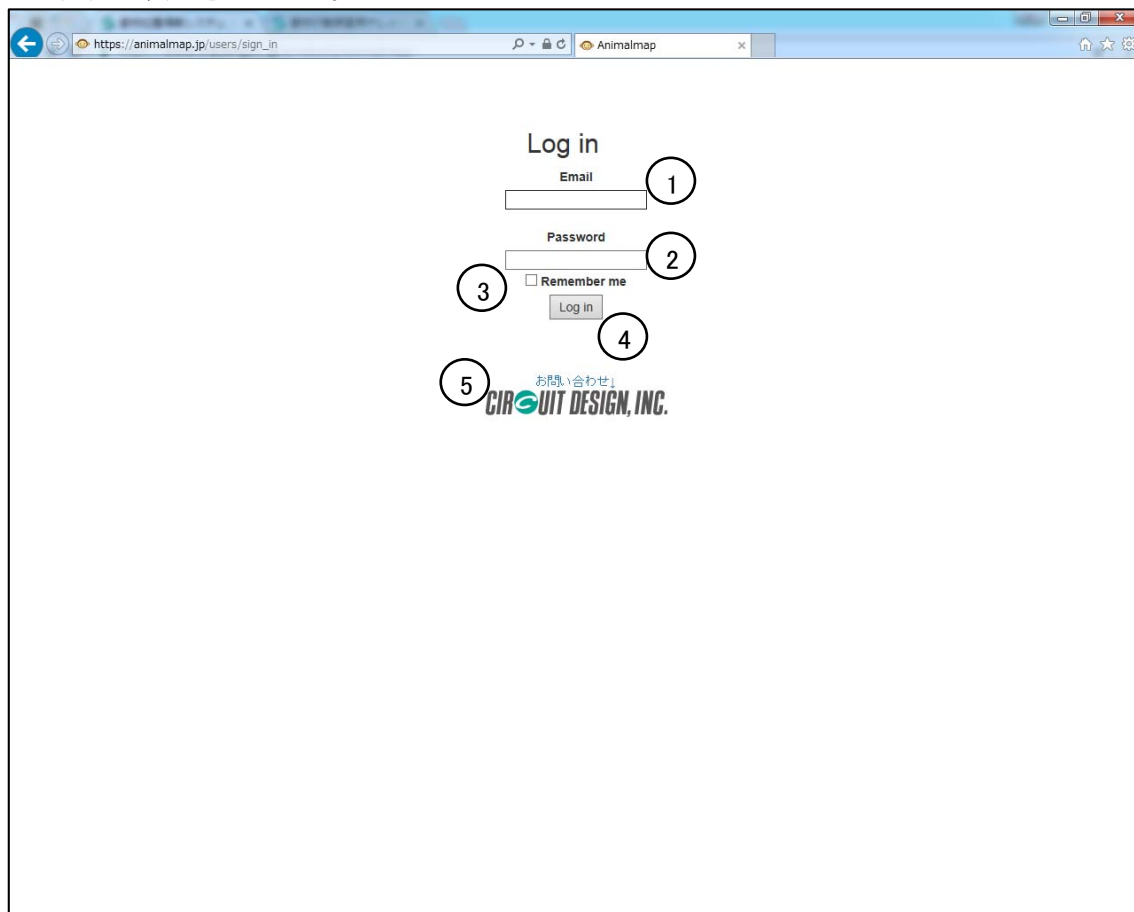 https://animalmap.jp/users/sign_in
Animalmap
Log in
Email
1
Password
2
Remember me
3
Log in
4
お問い合わせ↓
5
CIRCUIT DESIGN, INC.